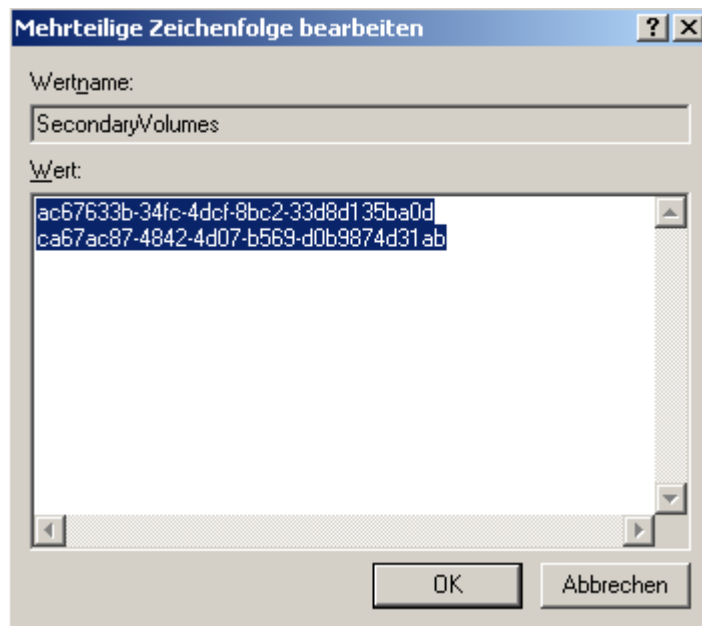 Mehrteilige Zeichenfolge bearbeiten
Wertname:
SecondaryVolumes
Wert:
ac67633b-34fc-4dcf-8bc2-33d8d135ba0d
ca67ac87-4842-4d07-b569-d0b9874d31ab
OK
Abbrechen